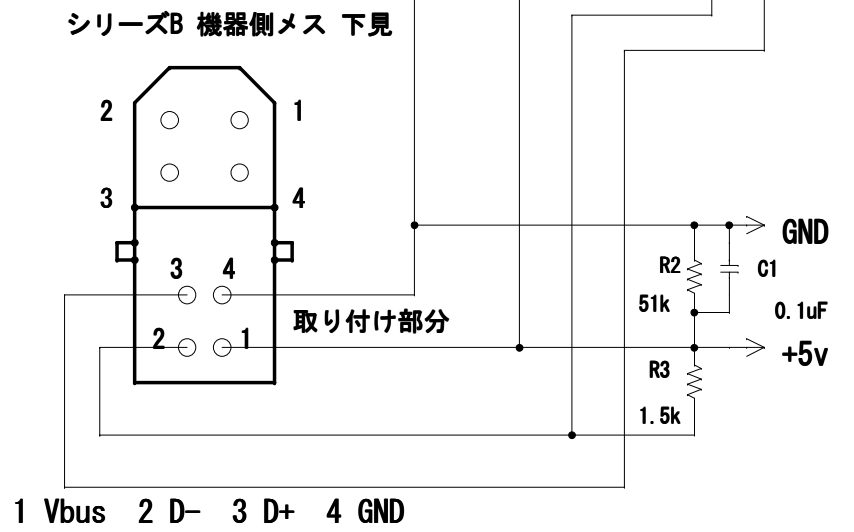 シリーズB 機器側メス 下見
2 1
3 4
GND
3 4
R2 C1
51k 0.1uF
取り付け部分
2 1
+5v
R3
1.5k
1 Vbus 2 D- 3 D+ 4 GND